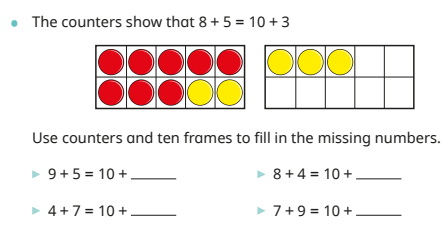 The counters show that 8 + 5 = 10 + 3
Use counters and ten frames to fill in the missing numbers.
9 + 5 = 10 + ______
8 + 4 = 10 + ______
4 + 7 = 10 + ______
7 + 9 = 10 + ______